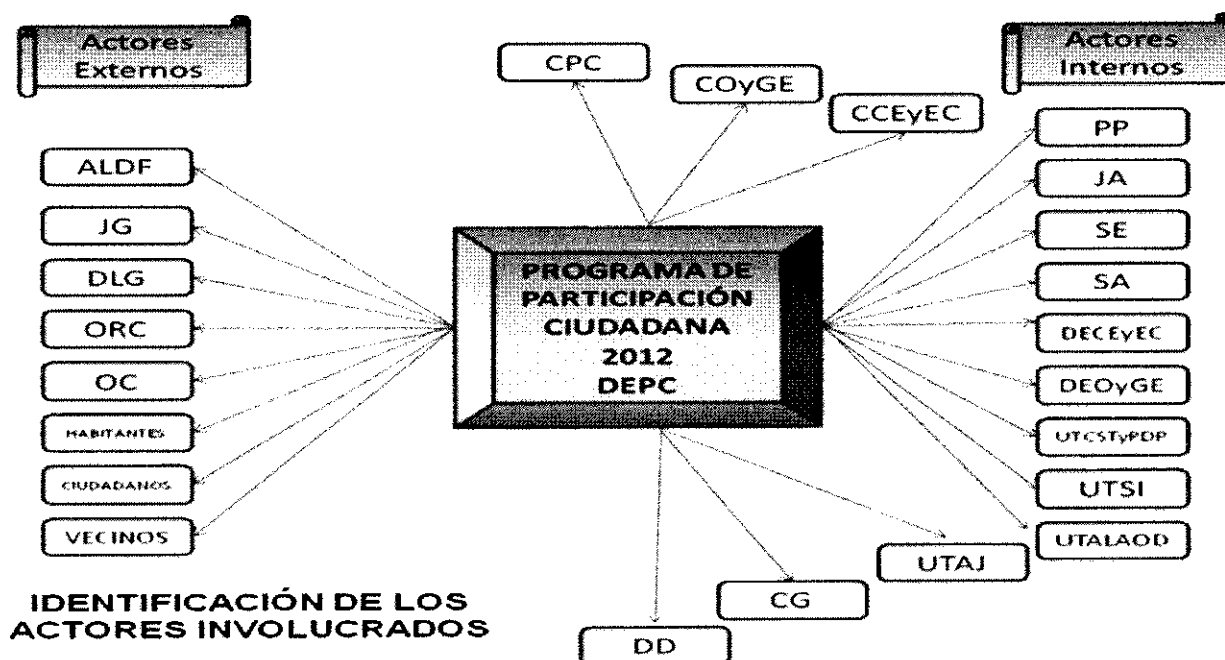 Actores
Externos
ALDF
JG
DLG
ORC
OC
HABITANTES
CIUDADANOS
VECINOS
CPC
COyGE
CCEyEC
PROGRAMA DE
PARTICIPACIÓN
CIUDADANA
2012
DEPC
DD
CG
UTAJ
Actores
Internos
PP
JA
SE
SA
DECEyEC
DEOyGE
UTCSTyPDP
UTSI
UTALAOD
IDENTIFICACIÓN DE LOS
ACTORES INVOLUCRADOS